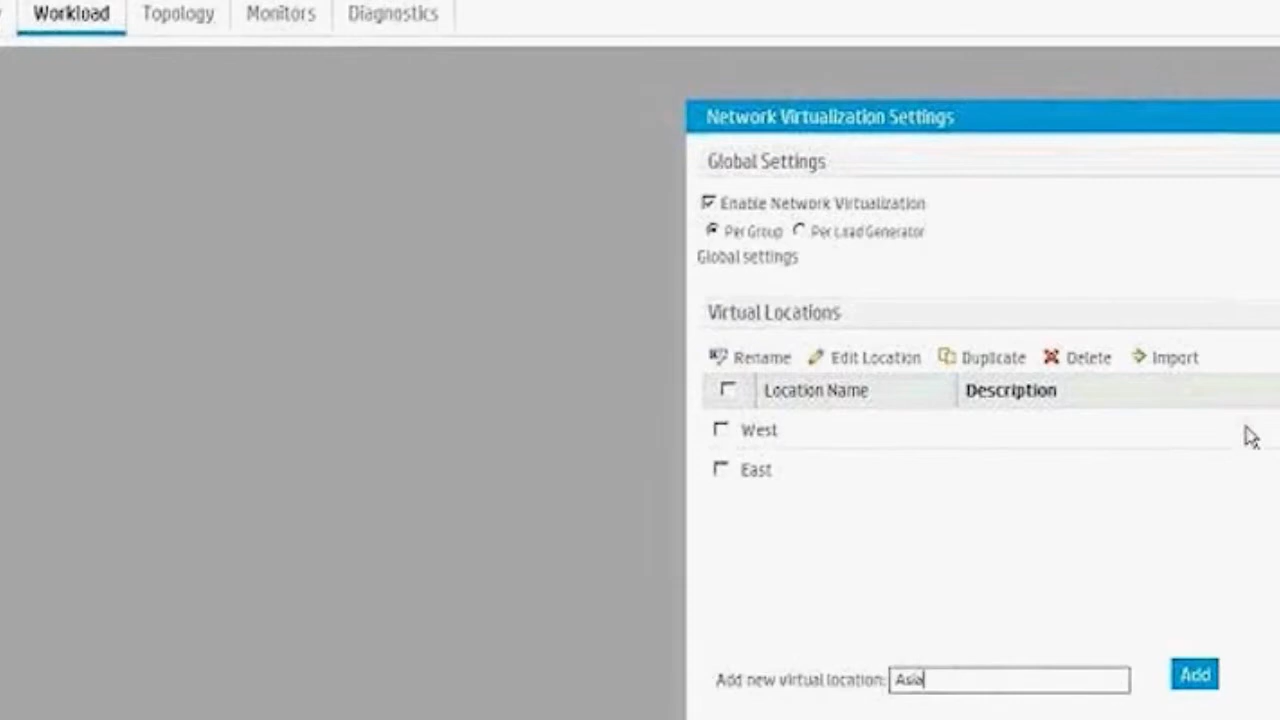 Workload Topology Monitors Diagnostics
Network Virtualization Settings
Global Settings
Enable Network Virtualization
Per Group Per Load Generator
Global settings
Virtual Locations
Rename Edit Location Duplicate Delete Import
Location Name Description
West
East
Add new virtual location: Asia Add